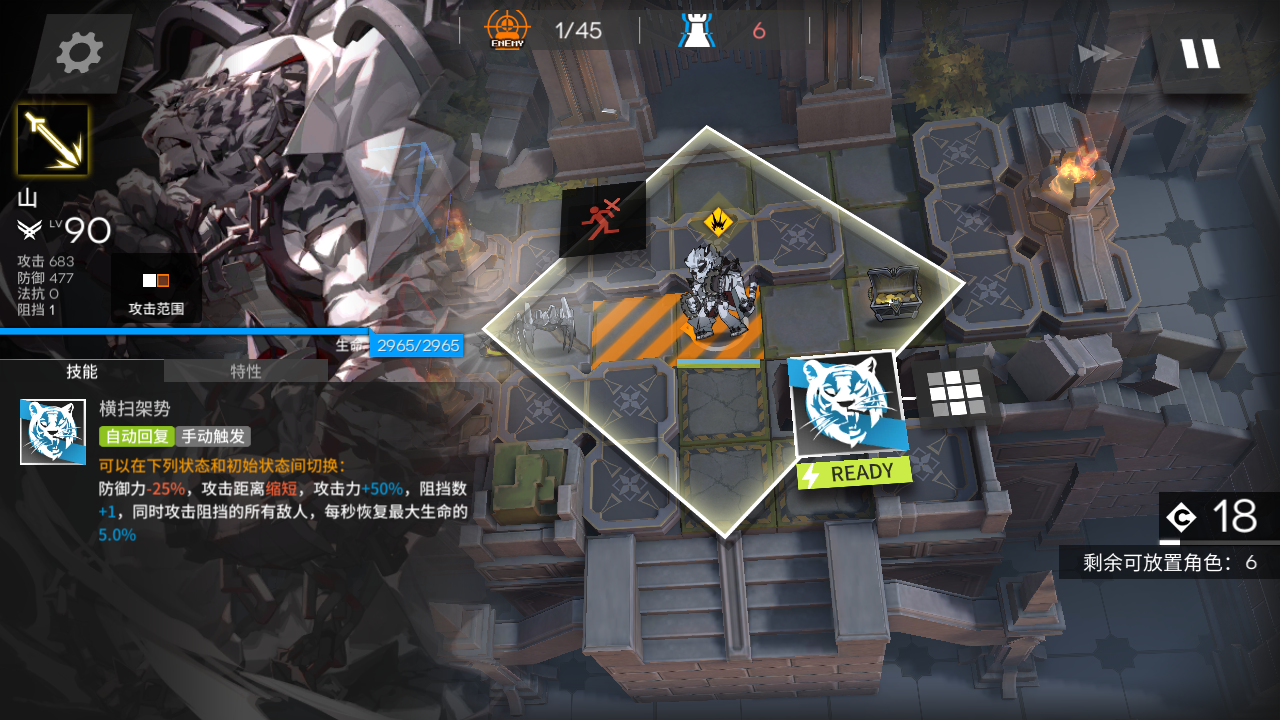 ENEMY
1/45
6
山
LV 90
攻击 683
防御 477
法抗 0
阻挡 1
攻击范围
生命 2965/2965
技能
特性
横扫架势
自动回复 手动触发
可以在下列状态和初始状态间切换：
防御力-25%，攻击距离缩短，攻击力+50%，阻挡数
+1，同时攻击阻挡的所有敌人，每秒恢复最大生命的
5.0%
READY
18
剩余可放置角色：6